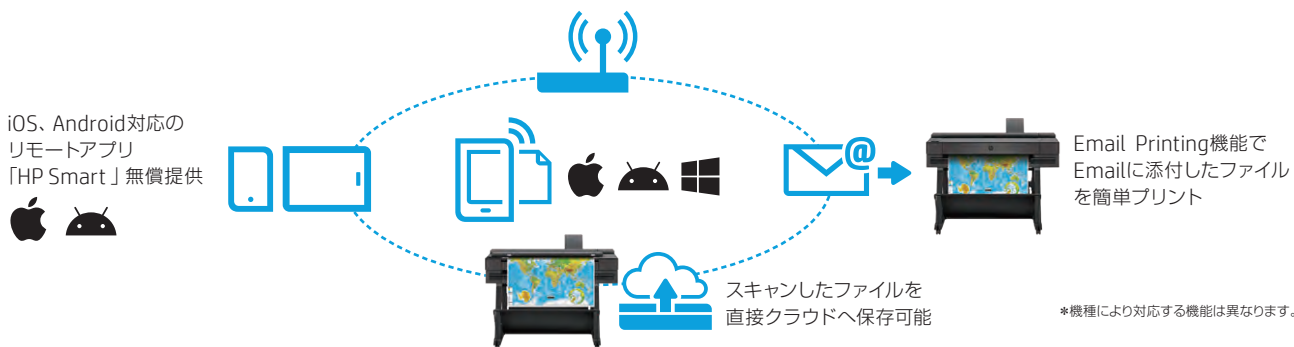 iOS、Android対応の
リモートアプリ
「HP Smart 」無償提供
@
Email Printing機能で
Emailに添付したファイル
を簡単プリント
スキャンしたファイルを
直接クラウドへ保存可能
*機種により対応する機能は異なります。